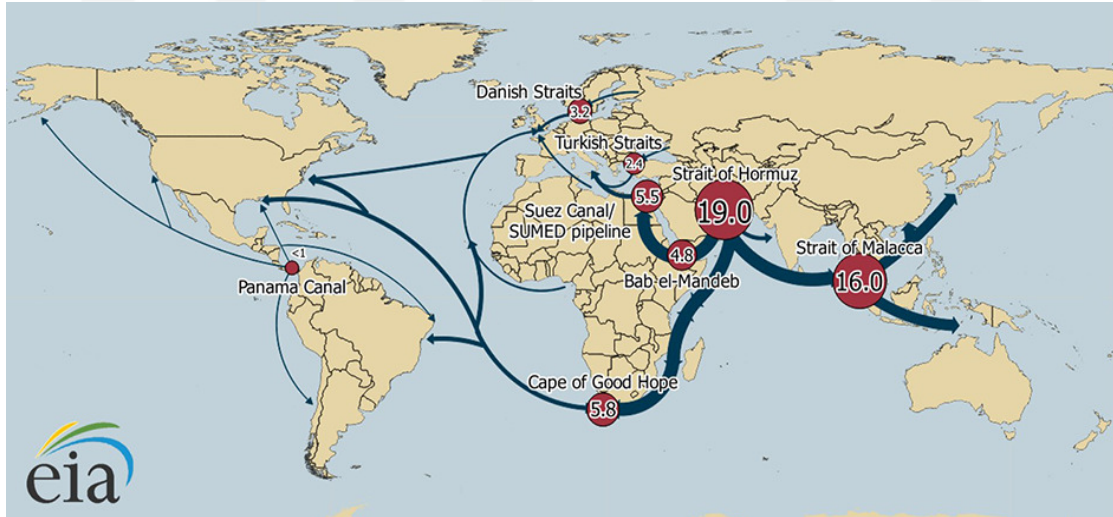 Danish Straits
3.2
Turkish Straits
2.4
Strait of Hormuz
19.0
5.5
Suez Canal/
SUMED pipeline
4.8
Bab el-Mandeb
Strait of Malacca
16.0
<1
Panama Canal
Cape of Good Hope
5.8
eia